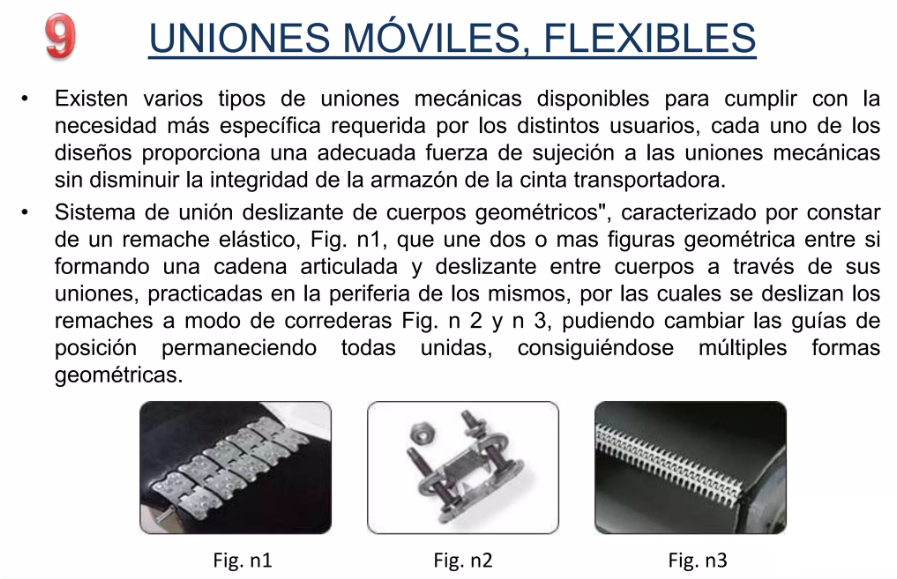 9 UNIONES MÓVILES, FLEXIBLES
• Existen varios tipos de uniones mecánicas disponibles para cumplir con la
necesidad más específica requerida por los distintos usuarios, cada uno de los
diseños proporciona una adecuada fuerza de sujeción a las uniones mecánicas
sin disminuir la integridad de la armazón de la cinta transportadora.
• Sistema de unión deslizante de cuerpos geométricos", caracterizado por constar
de un remache elástico, Fig. n1, que une dos o mas figuras geométrica entre si
formando una cadena articulada y deslizante entre cuerpos a través de sus
uniones, practicadas en la periferia de los mismos, por las cuales se deslizan los
remaches a modo de correderas Fig. n 2 y n 3, pudiendo cambiar las guías de
posición permaneciendo todas unidas, consiguiéndose múltiples formas
geométricas.
Fig. n1 Fig. n2 Fig. n3